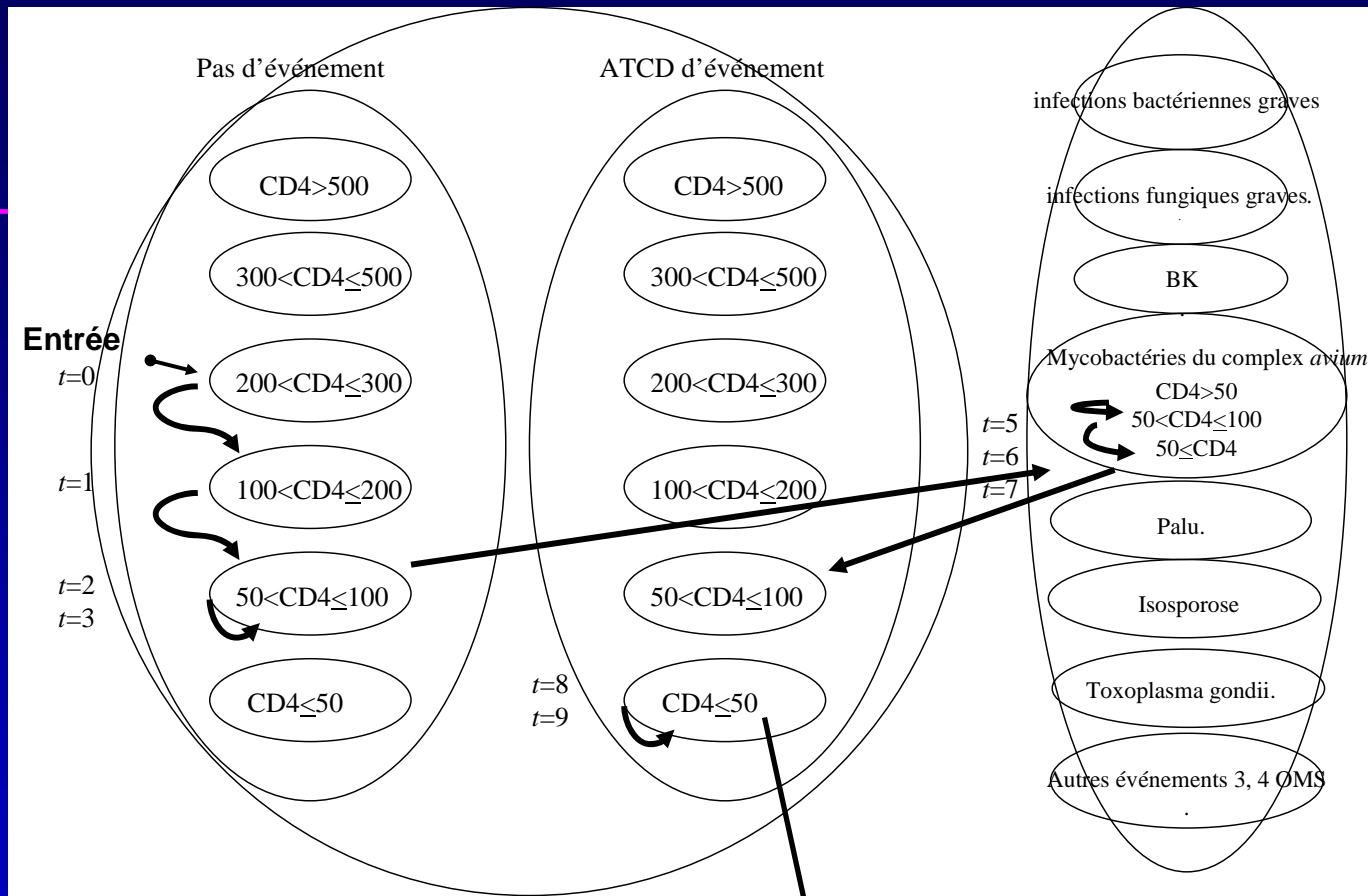 Pas d'événement
CD4>500
300<CD4≤500
Entrée
t=0
200<CD4≤300
t=1
100<CD4≤200
t=2
t=3
50<CD4≤100
CD4≤50
ATCD d'événement
CD4>500
300<CD4≤500
200<CD4≤300
100<CD4≤200
50<CD4≤100
t=8
t=9
CD4≤50
infections bactériennes graves
infections fungiques graves.
.
BK
.
Mycobactéries du complex avium
CD4>50
t=5
50<CD4≤100
t=6
50≤CD4
t=7
Palu.
Isosporose
Toxoplasma gondii.
Autres événements 3, 4 OMS
.